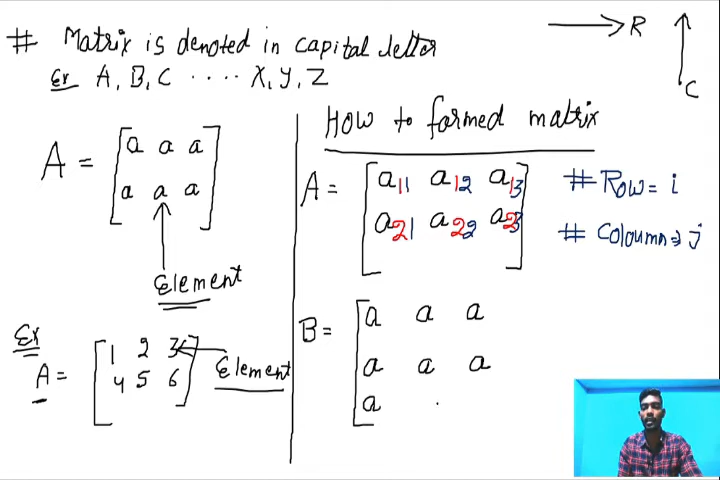 # Matrix is denoted in capital letter
Ex A, B, C ..... X, Y, Z
R
C
A = [a a a
a a a]
Element
Ex
A = [1 2 3
4 5 6]
Element
How to formed matrix
A = [a11 a12 a13
a21 a22 a23]
# Row = i
# Coloumn = j
B = [a a a
a a a
a .